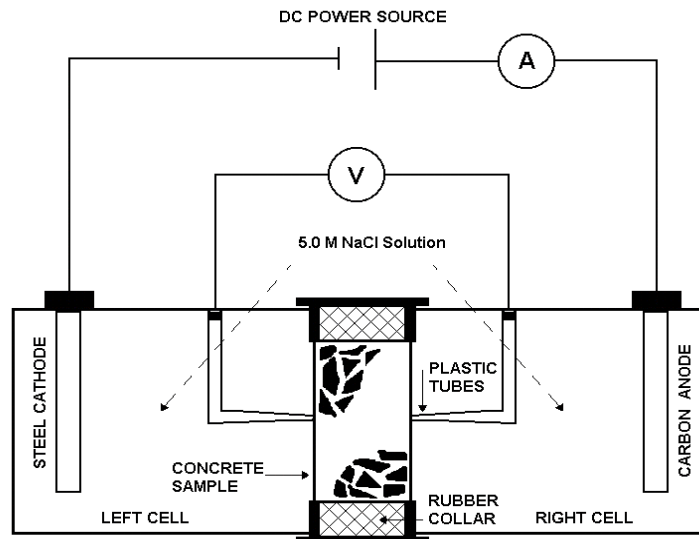 DC POWER SOURCE
A
V
5.0 M NaCl Solution
STEEL CATHODE
PLASTIC
TUBES
CARBON ANODE
CONCRETE
SAMPLE
RUBBER
COLLAR
LEFT CELL
RIGHT CELL